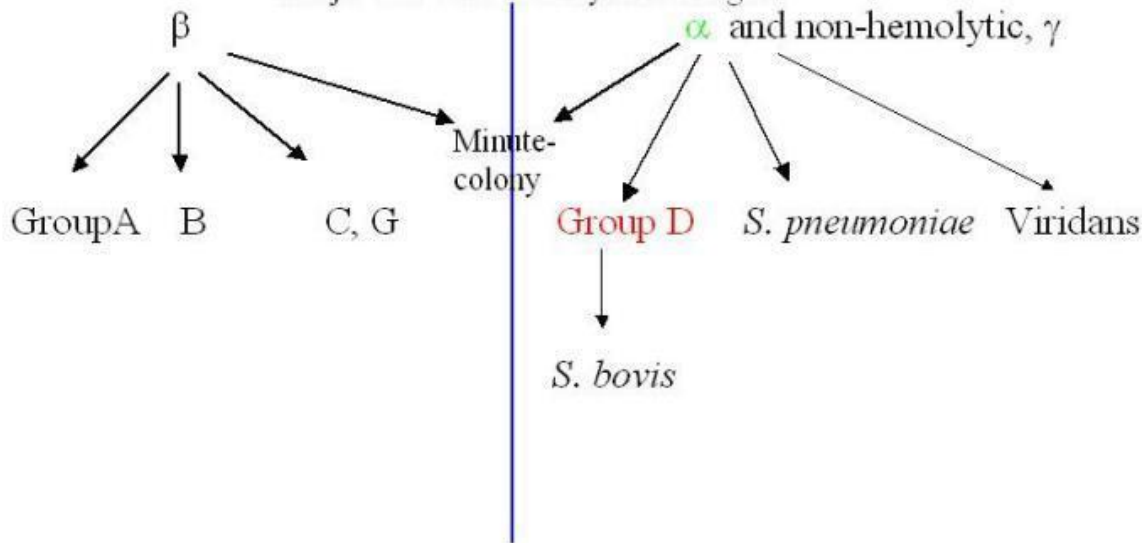 β
α and non-hemolytic, γ
Minute-
colony
GroupA B C, G
Group D S. pneumoniae Viridans
S. bovis